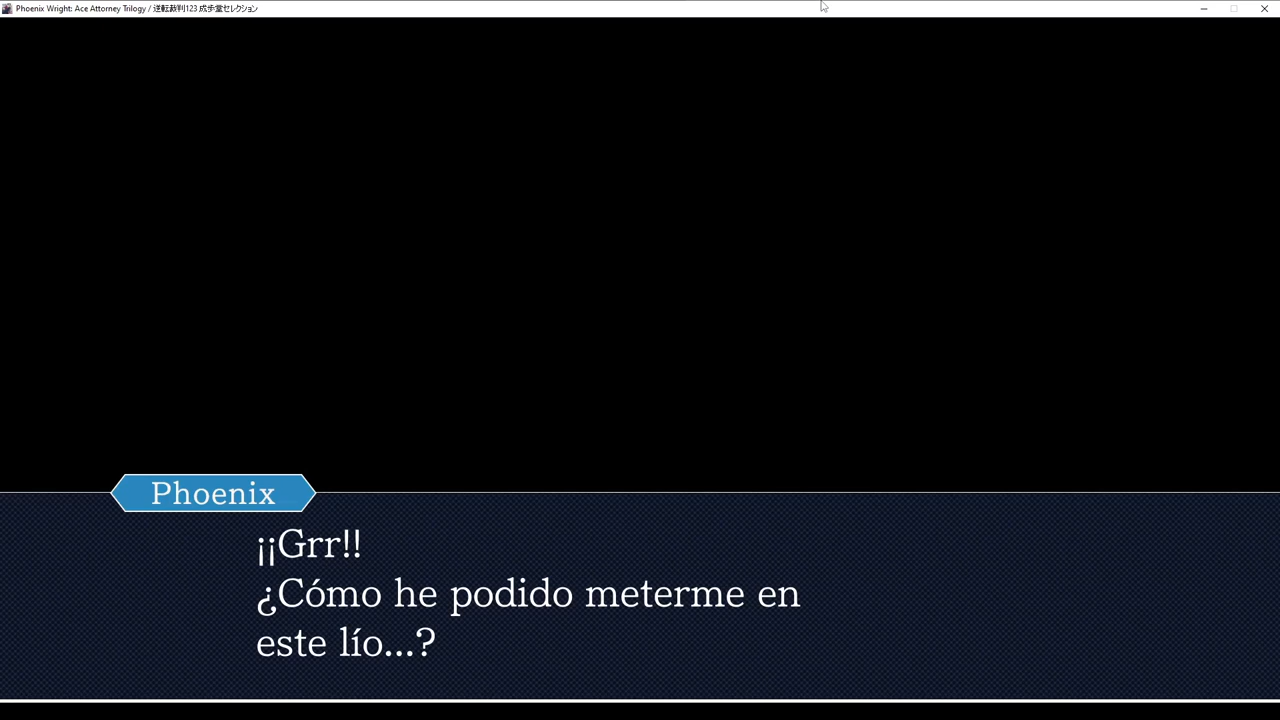 Phoenix Wright: Ace Attorney Trilogy / 逆転裁判123 成歩堂セレクション
Phoenix
¡¡Grr!!
¿Cómo he podido meterme en
este lío...?